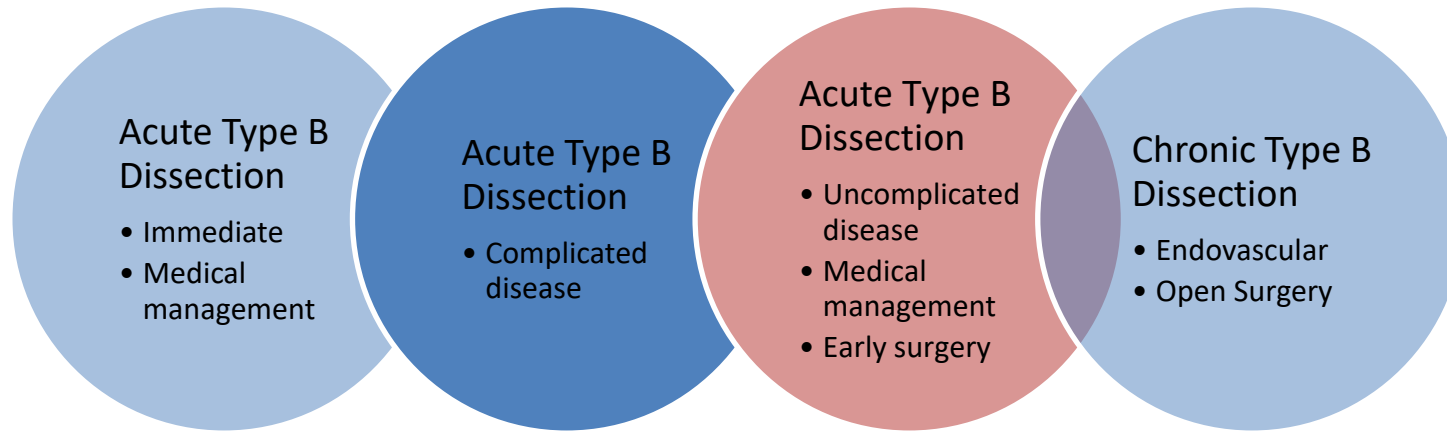 Acute Type B
Dissection
• Immediate
• Medical
management
Acute Type B
Dissection
• Complicated
disease
Acute Type B
Dissection
• Uncomplicated
disease
• Medical
management
• Early surgery
Chronic Type B
Dissection
• Endovascular
• Open Surgery